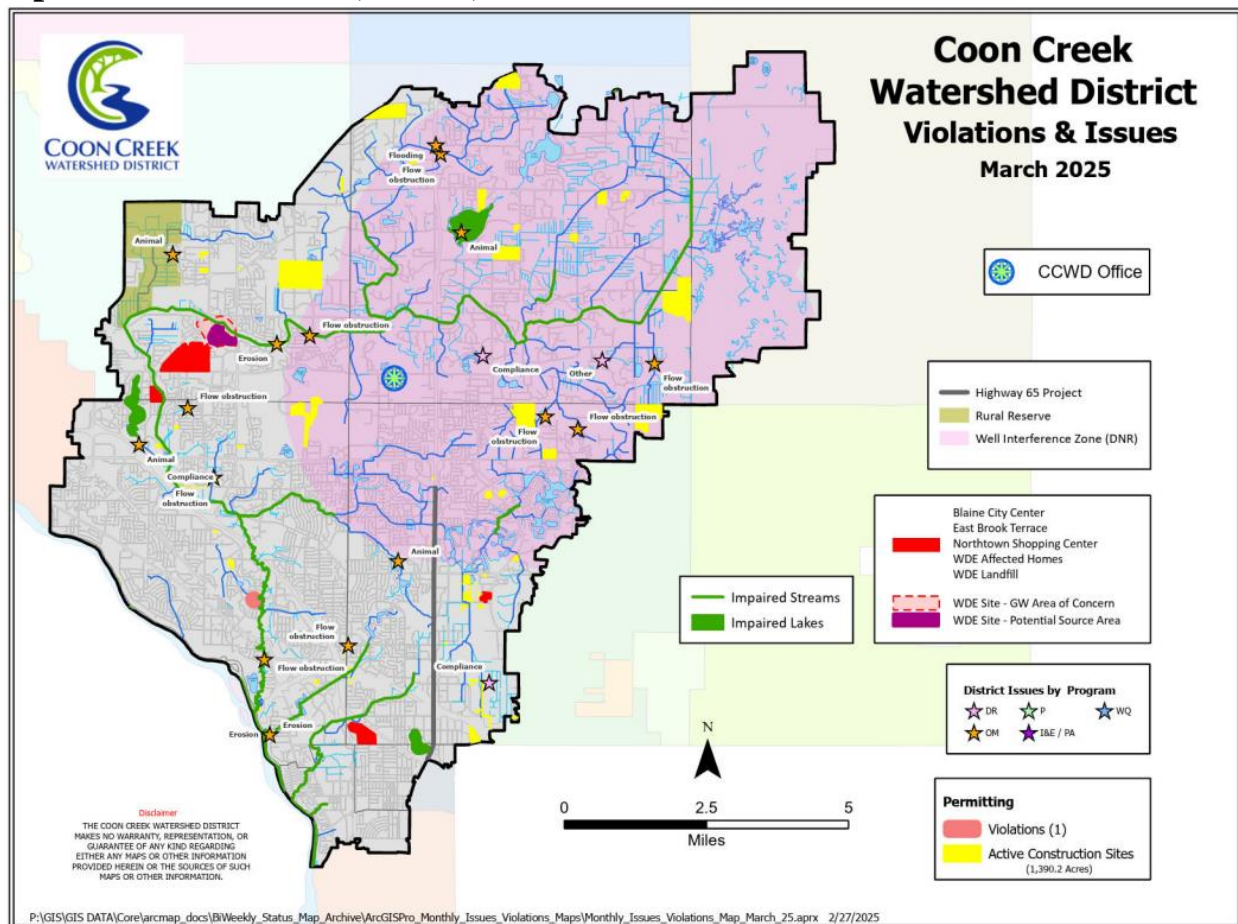 Coon Creek
Watershed District
Violations & Issues
March 2025
COON CREEK
WATERSHED DISTRICT
CCWD Office
Highway 65 Project
Rural Reserve
Well Interference Zone (DNR)
Blaine City Center
East Brook Terrace
Northtown Shopping Center
WDE Affected Homes
WDE Landfill
WDE Site - GW Area of Concern
WDE Site - Potential Source Area
Impaired Streams
Impaired Lakes
District Issues by Program
DR
P
WQ
OM
I&E / PA
Permitting
Violations (1)
Active Construction Sites
(1,390.2 Acres)
Flooding
Flow
obstruction
Animal
Animal
Flow obstruction
Erosion
Compliance
Other
Flow
obstruction
Flow obstruction
Flow obstruction
Flow
obstruction
Animal
Compliance
Flow
obstruction
Animal
Flow
obstruction
Flow obstruction
Compliance
Erosion
Erosion
N
0
2.5
5
Miles
Disclaimer
THE COON CREEK WATERSHED DISTRICT
MAKES NO WARRANTY, REPRESENTATION, OR
GUARANTEE OF ANY KIND REGARDING
EITHER ANY MAPS OR OTHER INFORMATION
PROVIDED HEREIN OR THE SOURCES OF SUCH
MAPS OR OTHER INFORMATION.
P:\GIS\GIS DATA\Core\arcmap_docs\BiWeekly_Status_Map_Archive\ArcGISPro_Monthly_Issues_Violations_Maps\Monthly_Issues_Violations_Map_March_25.aprx 2/27/2025